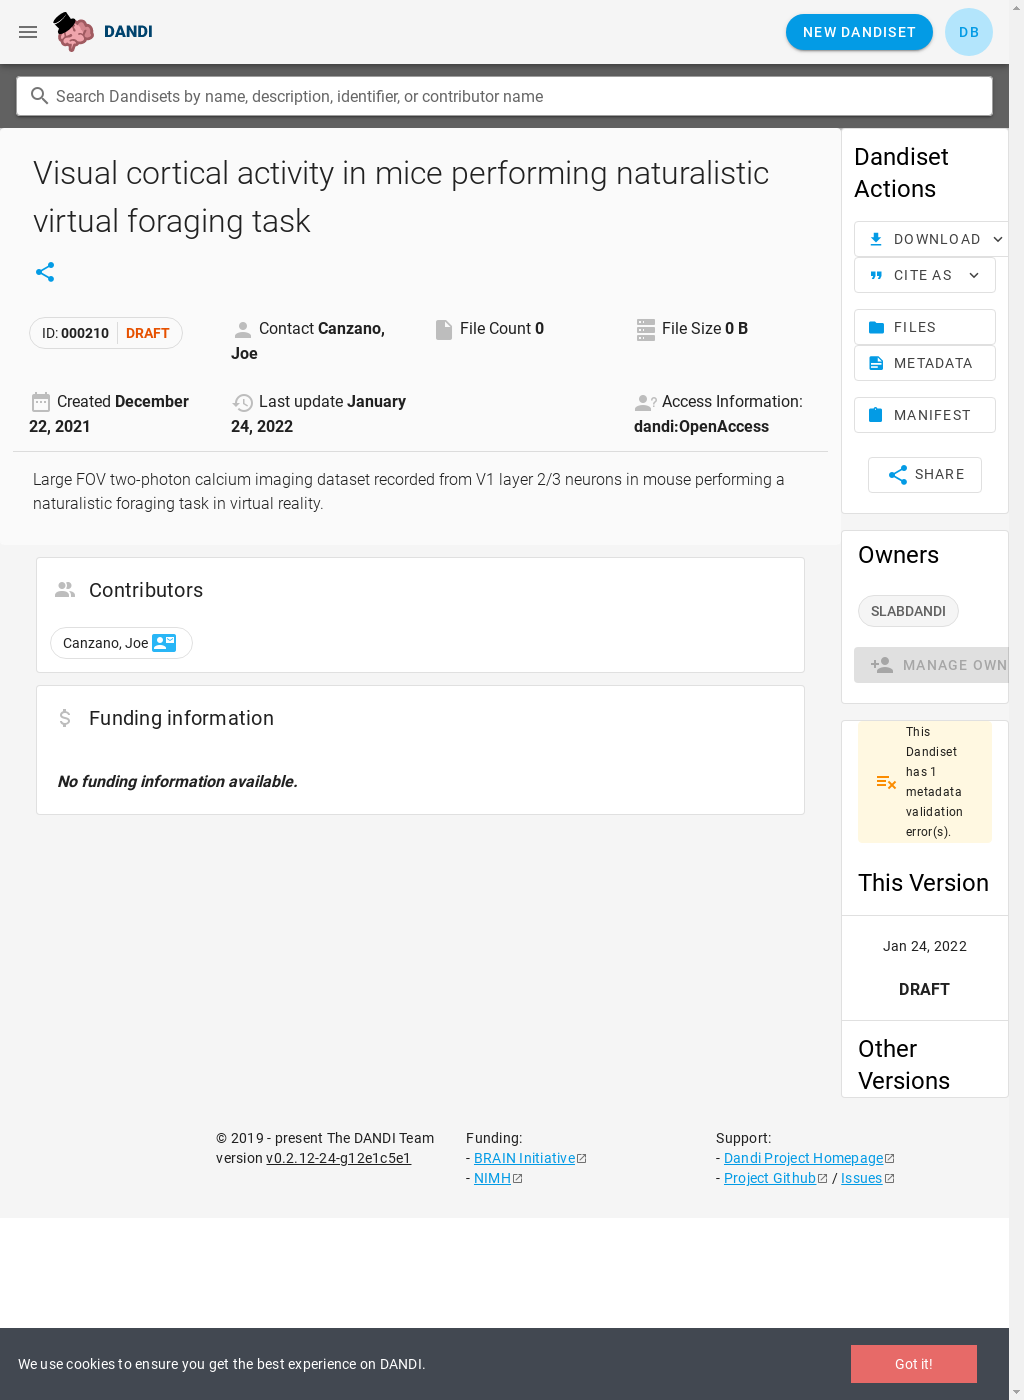 DANDI
NEW DANDISET
DB
Search Dandisets by name, description, identifier, or contributor name
Visual cortical activity in mice performing naturalistic
virtual foraging task
ID: 000210 DRAFT
Contact Canzano,
Joe
File Count 0
File Size 0 B
Created December
22, 2021
Last update January
24, 2022
Access Information:
dandi:OpenAccess
Large FOV two-photon calcium imaging dataset recorded from V1 layer 2/3 neurons in mouse performing a
naturalistic foraging task in virtual reality.
Contributors
Canzano, Joe
Funding information
No funding information available.
Dandiset
Actions
DOWNLOAD
CITE AS
FILES
METADATA
MANIFEST
SHARE
Owners
SLABDANDI
MANAGE OWN
This
Dandiset
has 1
metadata
validation
error(s).
This Version
Jan 24, 2022
DRAFT
Other
Versions
© 2019 - present The DANDI Team
version v0.2.12-24-g12e1c5e1
Funding:
- BRAIN Initiative
- NIMH
Support:
- Dandi Project Homepage
- Project Github / Issues
We use cookies to ensure you get the best experience on DANDI.
Got it!